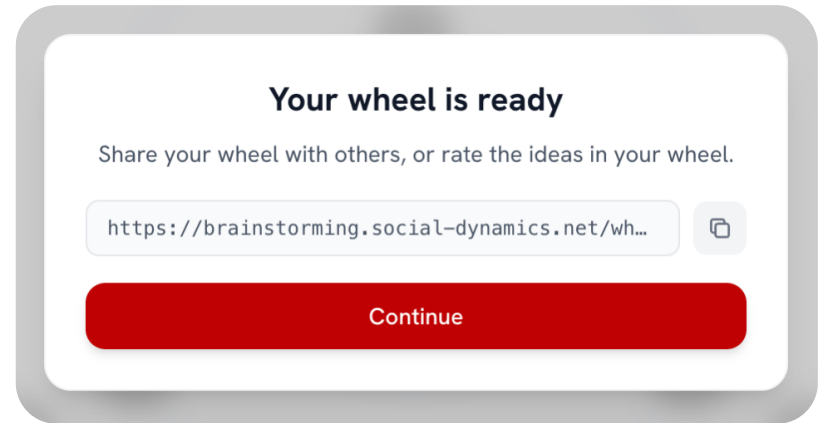 Your wheel is ready
Share your wheel with others, or rate the ideas in your wheel.
https://brainstorming.social-dynamics.net/wh…
Continue